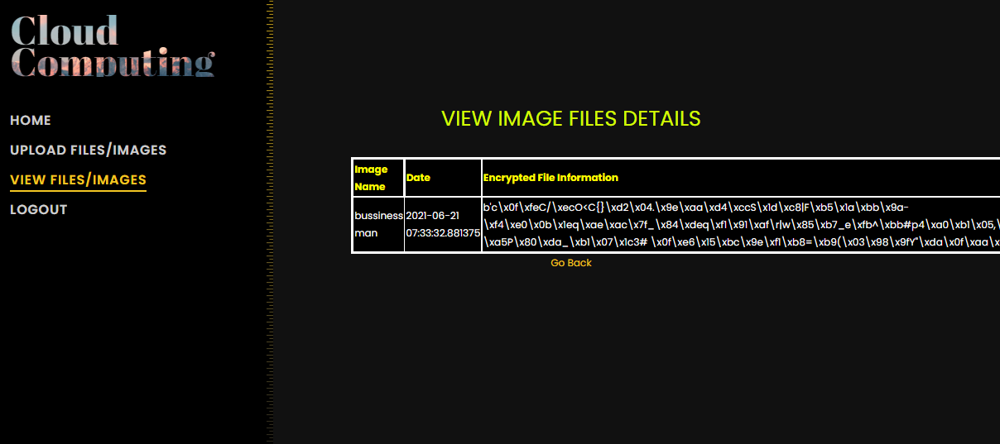 Cloud
Computing
HOME
UPLOAD FILES/IMAGES
VIEW FILES/IMAGES
LOGOUT
VIEW IMAGE FILES DETAILS
Image
Name
Date
Encrypted File Information
bussiness
man
2021-06-21
07:33:32.881375
b'c\x0f\xfeC/\xecO<C{}\xd2\x04.\x9e\xaa\xd4\xccS\x1d\xc8|F\xb5\x1a\xbb\x9a-
\xf4\xe0\x0b\x1eq\xae\xac\x7f_\x84\xdeq\xf1\x91\xaf\r|w\x85\xb7_e\xfb^\xbb#p4\xa0\xb1\x05,\
\xa5P\x80\xda_\xb1\x07\x1c3# \x0f\xe6\x15\xbc\x9e\xf1\xb8=\xb9(\x03\x98\x9fY"\xda\x0f\xaa\x
Go Back